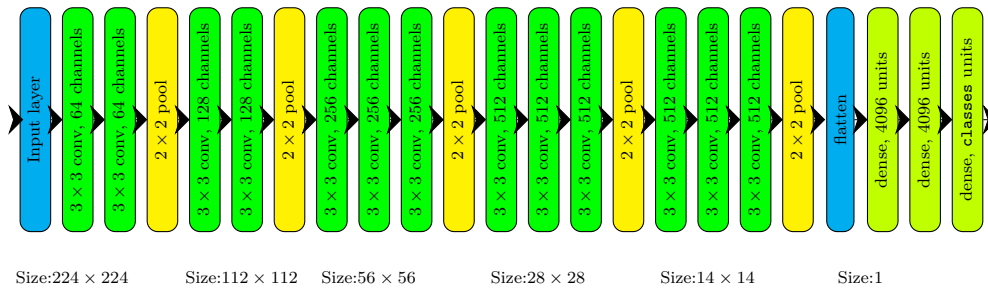 Input layer
3 × 3 conv, 64 channels
3 × 3 conv, 64 channels
2 × 2 pool
3 × 3 conv, 128 channels
3 × 3 conv, 128 channels
2 × 2 pool
3 × 3 conv, 256 channels
3 × 3 conv, 256 channels
3 × 3 conv, 256 channels
2 × 2 pool
3 × 3 conv, 512 channels
3 × 3 conv, 512 channels
3 × 3 conv, 512 channels
2 × 2 pool
3 × 3 conv, 512 channels
3 × 3 conv, 512 channels
3 × 3 conv, 512 channels
2 × 2 pool
flatten
dense, 4096 units
dense, 4096 units
dense, classes units
Size:224 × 224
Size:112 × 112
Size:56 × 56
Size:28 × 28
Size:14 × 14
Size:1